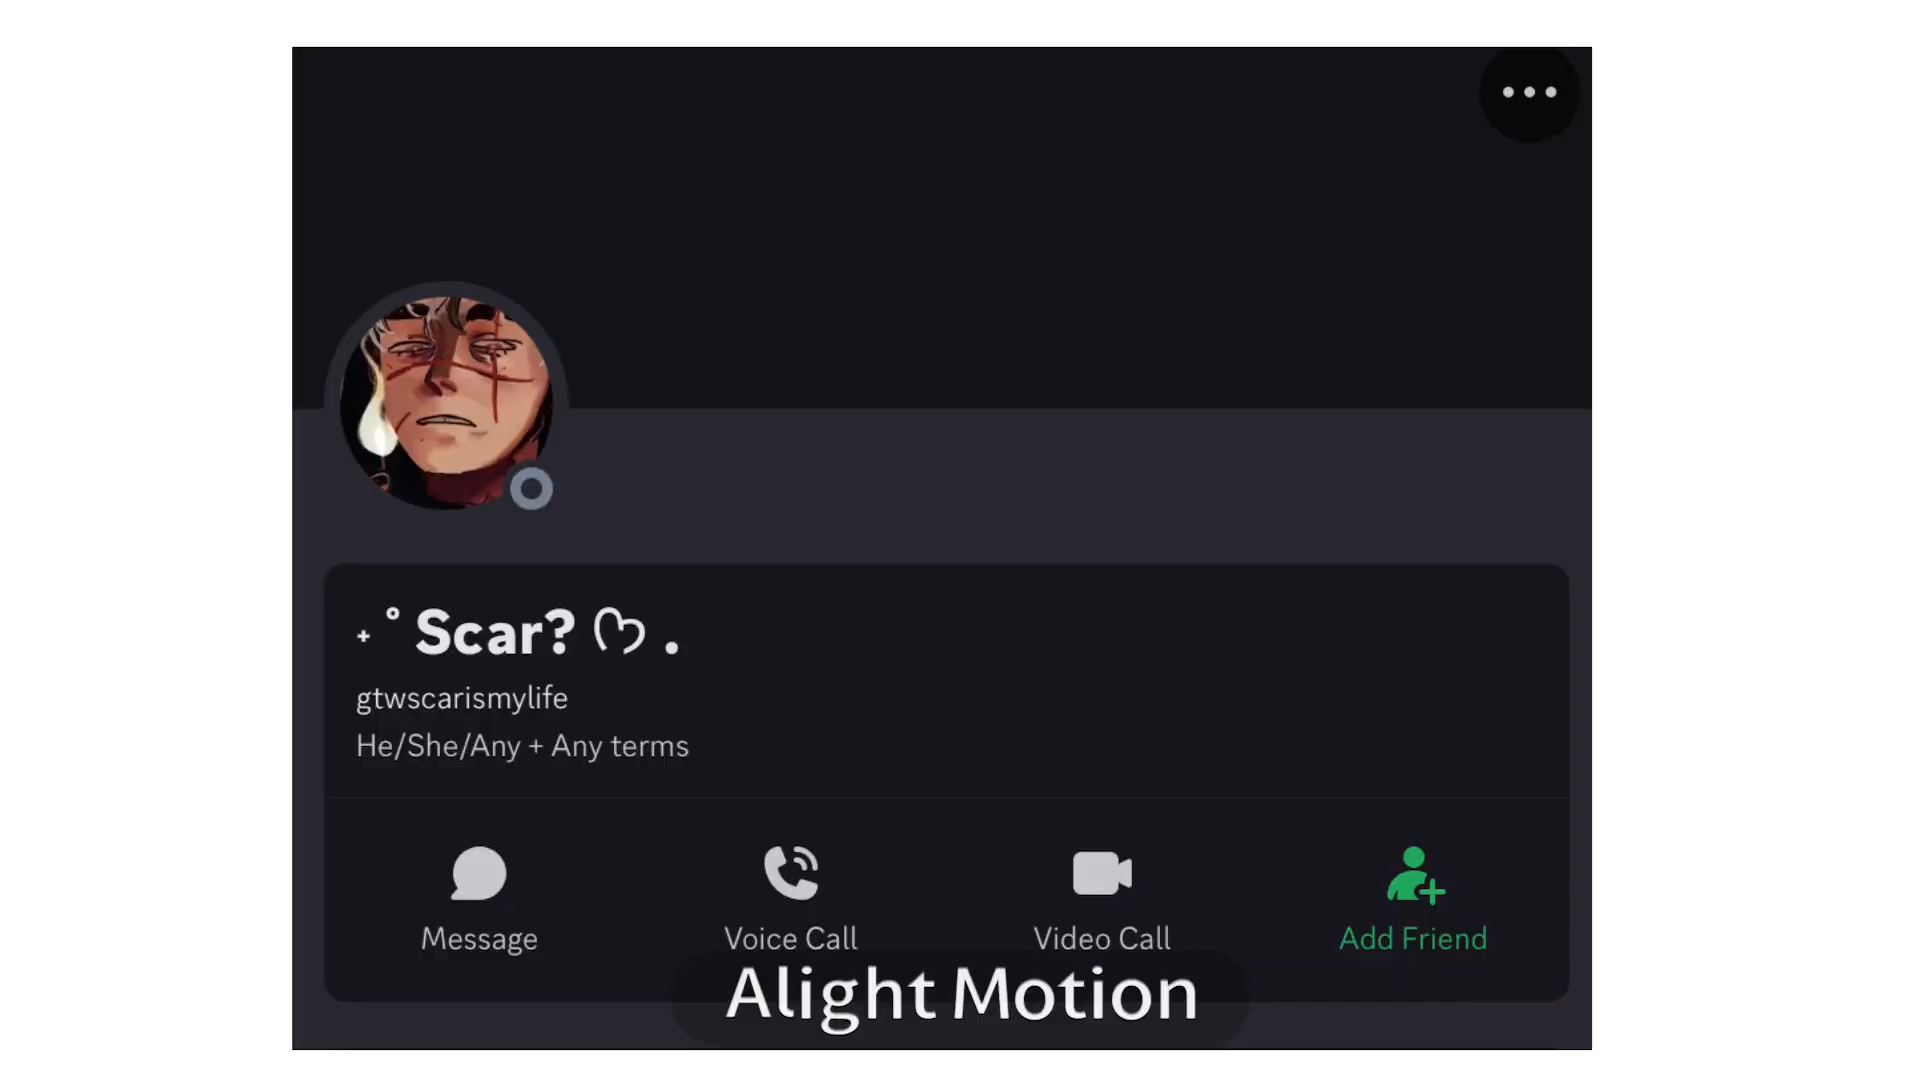 ₊ ˚ Scar? ო .
gtwscarismylife
He/She/Any + Any terms
Message
Voice Call
Video Call
Add Friend
Alight Motion